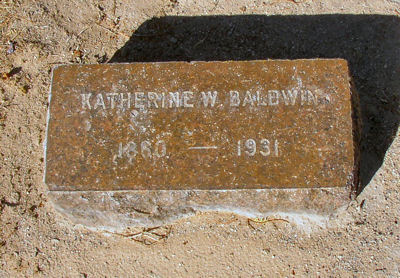 KATHERINE W. BALDWIN
1860 — 1931